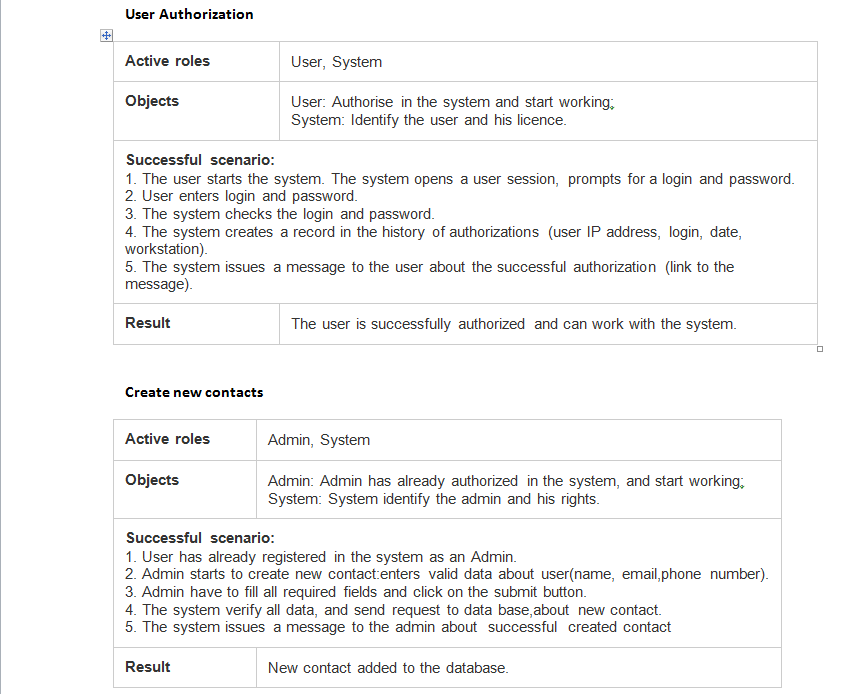 User Authorization
Active roles
User, System
Objects
User: Authorise in the system and start working;
System: Identify the user and his licence.
Successful scenario:
1. The user starts the system. The system opens a user session, prompts for a login and password.
2. User enters login and password.
3. The system checks the login and password.
4. The system creates a record in the history of authorizations (user IP address, login, date,
workstation).
5. The system issues a message to the user about the successful authorization (link to the
message).
Result
The user is successfully authorized and can work with the system.
Create new contacts
Active roles
Admin, System
Objects
Admin: Admin has already authorized in the system, and start working;
System: System identify the admin and his rights.
Successful scenario:
1. User has already registered in the system as an Admin.
2. Admin starts to create new contact:enters valid data about user(name, email,phone number).
3. Admin have to fill all required fields and click on the submit button.
4. The system verify all data, and send request to data base,about new contact.
5. The system issues a message to the admin about successful created contact
Result
New contact added to the database.